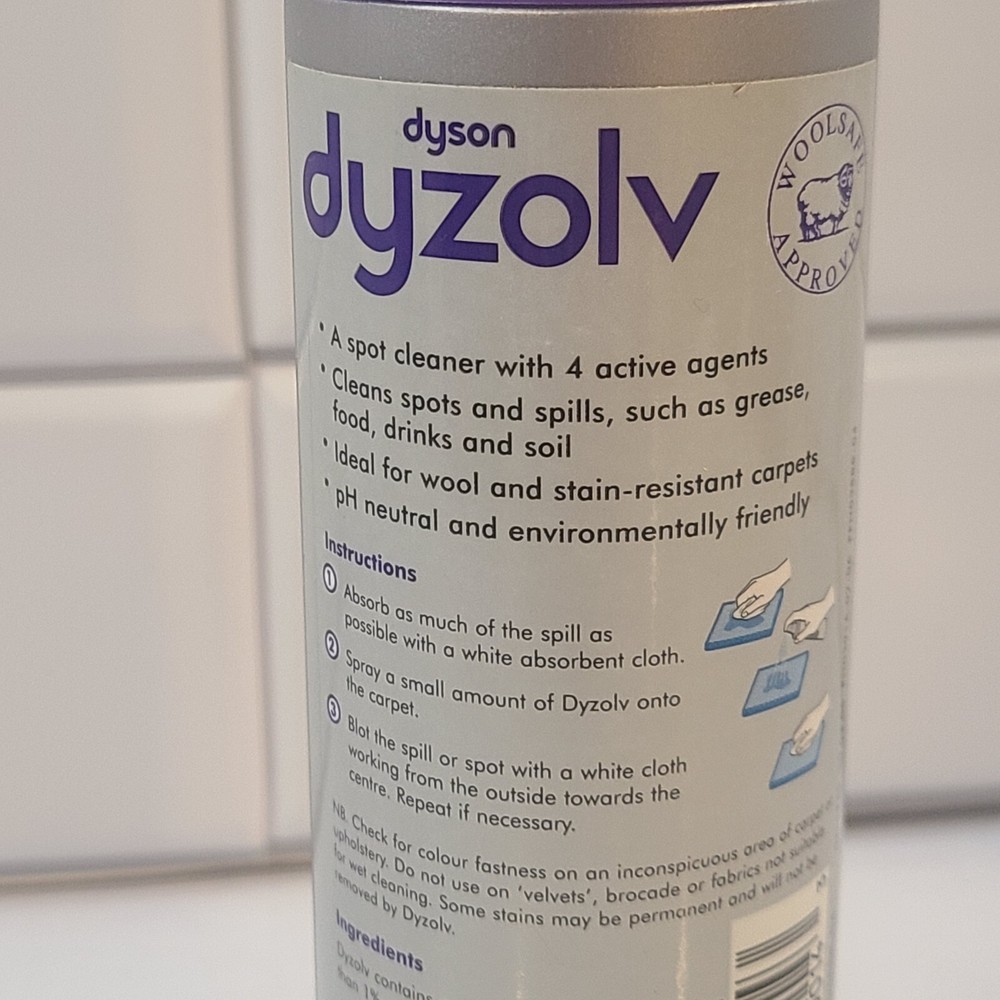 dyson
dyzolv
WOOLSAFE
APPROVED
• A spot cleaner with 4 active agents
• Cleans spots and spills, such as grease,
food, drinks and soil
• Ideal for wool and stain-resistant carpets
• pH neutral and environmentally friendly
Instructions
1 Absorb as much of the spill as
possible with a white absorbent cloth.
2 Spray a small amount of Dyzolv onto
the carpet.
3 Blot the spill or spot with a white cloth
working from the outside towards the
centre. Repeat if necessary.
NB. Check for colour fastness on an inconspicuous area of carpet or
upholstery. Do not use on 'velvets', brocade or fabrics not suitable
for wet cleaning. Some stains may be permanent and will not be
removed by Dyzolv.
Ingredients
Dyzolv contains
than 1%